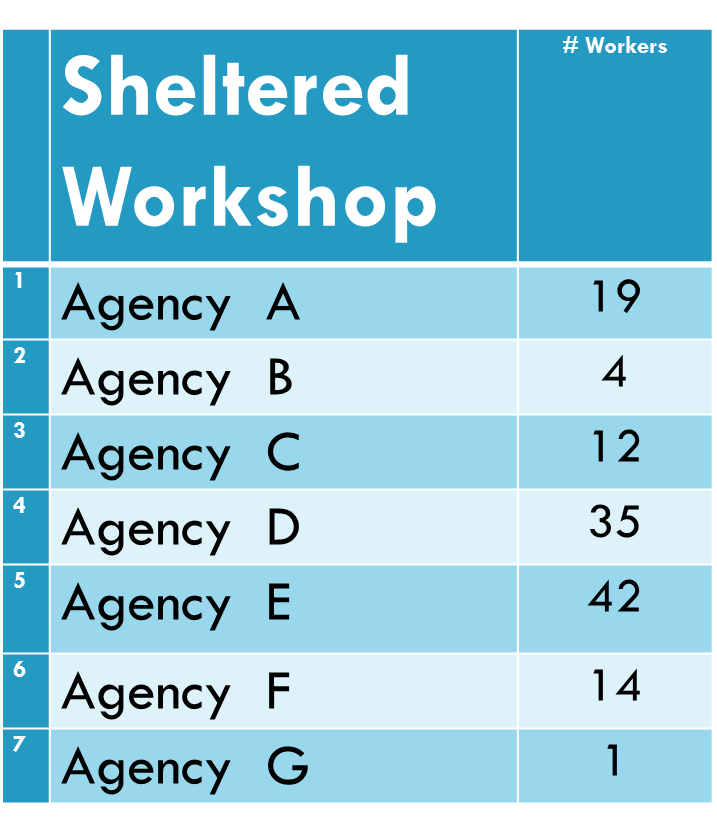 Sheltered
Workshop
# Workers
1 Agency A 19
2 Agency B 4
3 Agency C 12
4 Agency D 35
5 Agency E 42
6 Agency F 14
7 Agency G 1